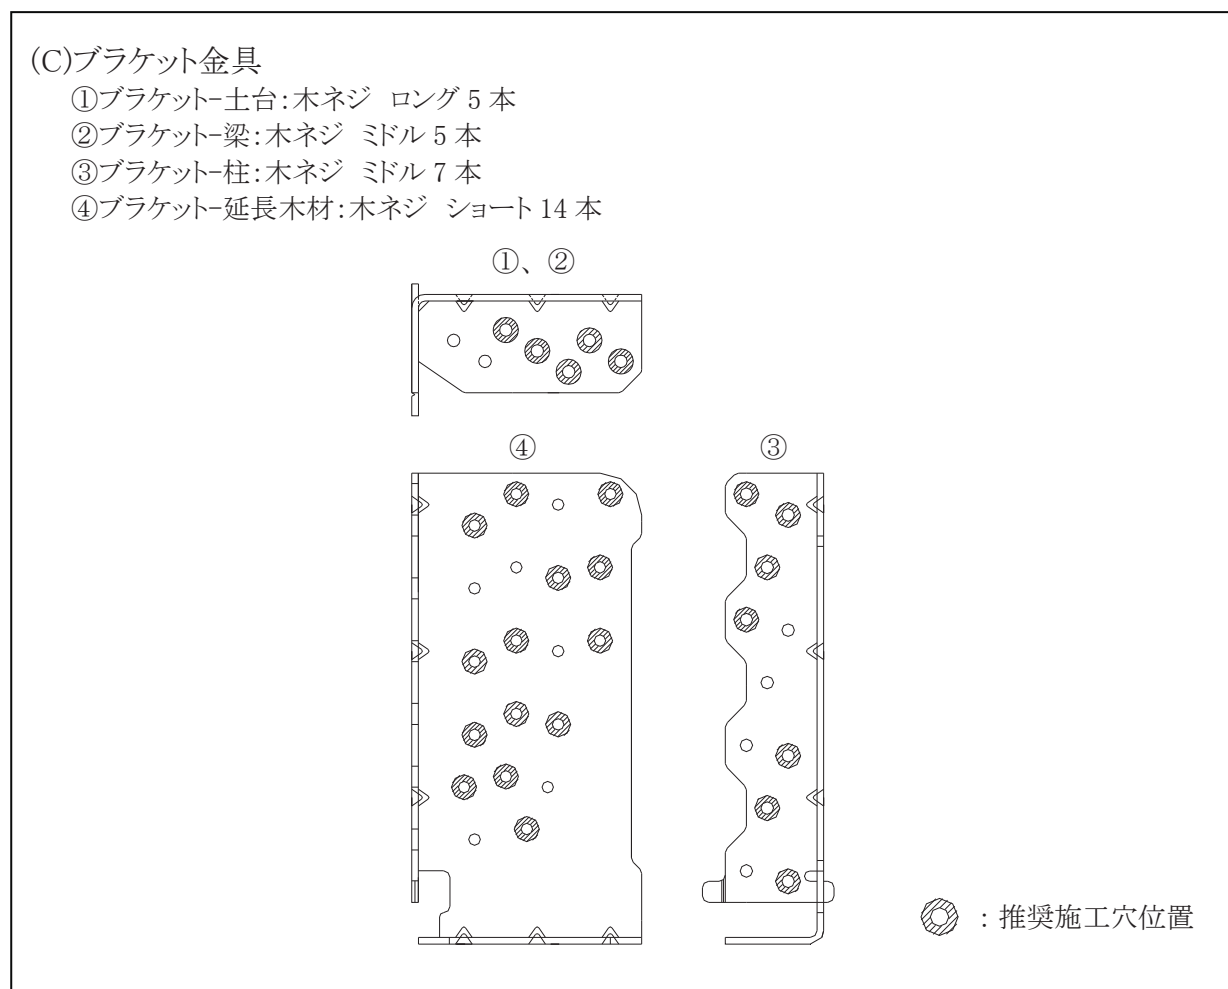 (C)ブラケット金具
①ブラケット-土台:木ネジ ロング 5 本
②ブラケット-梁:木ネジ ミドル 5 本
③ブラケット-柱:木ネジ ミドル 7 本
④ブラケット-延長木材:木ネジ ショート 14 本
①、②
④
③
:推奨施工穴位置